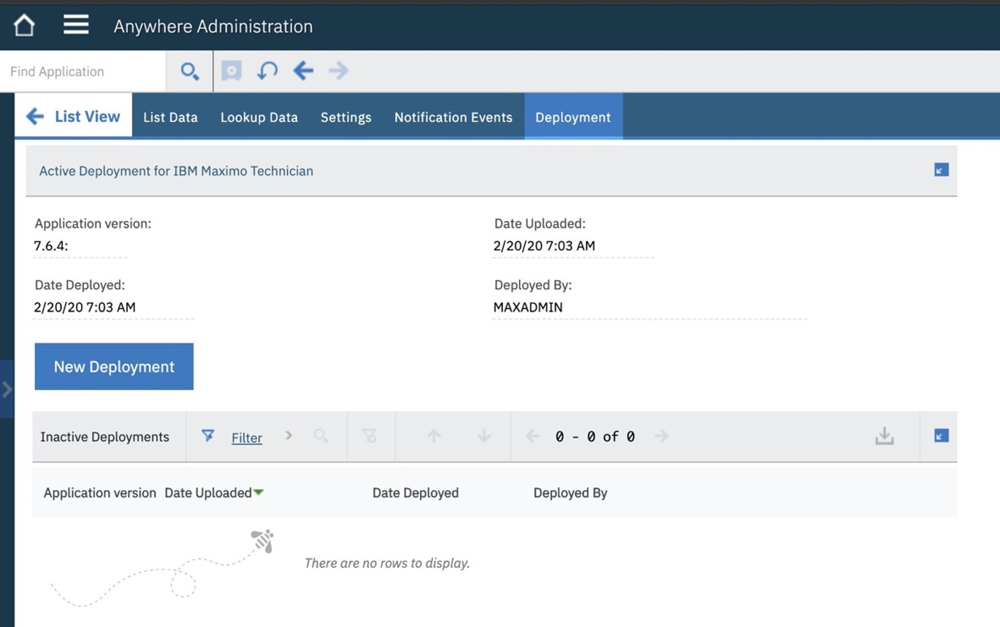 Anywhere Administration
Find Application
List View List Data Lookup Data Settings Notification Events Deployment
Active Deployment for IBM Maximo Technician
Application version: Date Uploaded:
7.6.4: 2/20/20 7:03 AM
Date Deployed: Deployed By:
2/20/20 7:03 AM MAXADMIN
New Deployment
Inactive Deployments Filter 0 - 0 of 0
Application version Date Uploaded Date Deployed Deployed By
There are no rows to display.